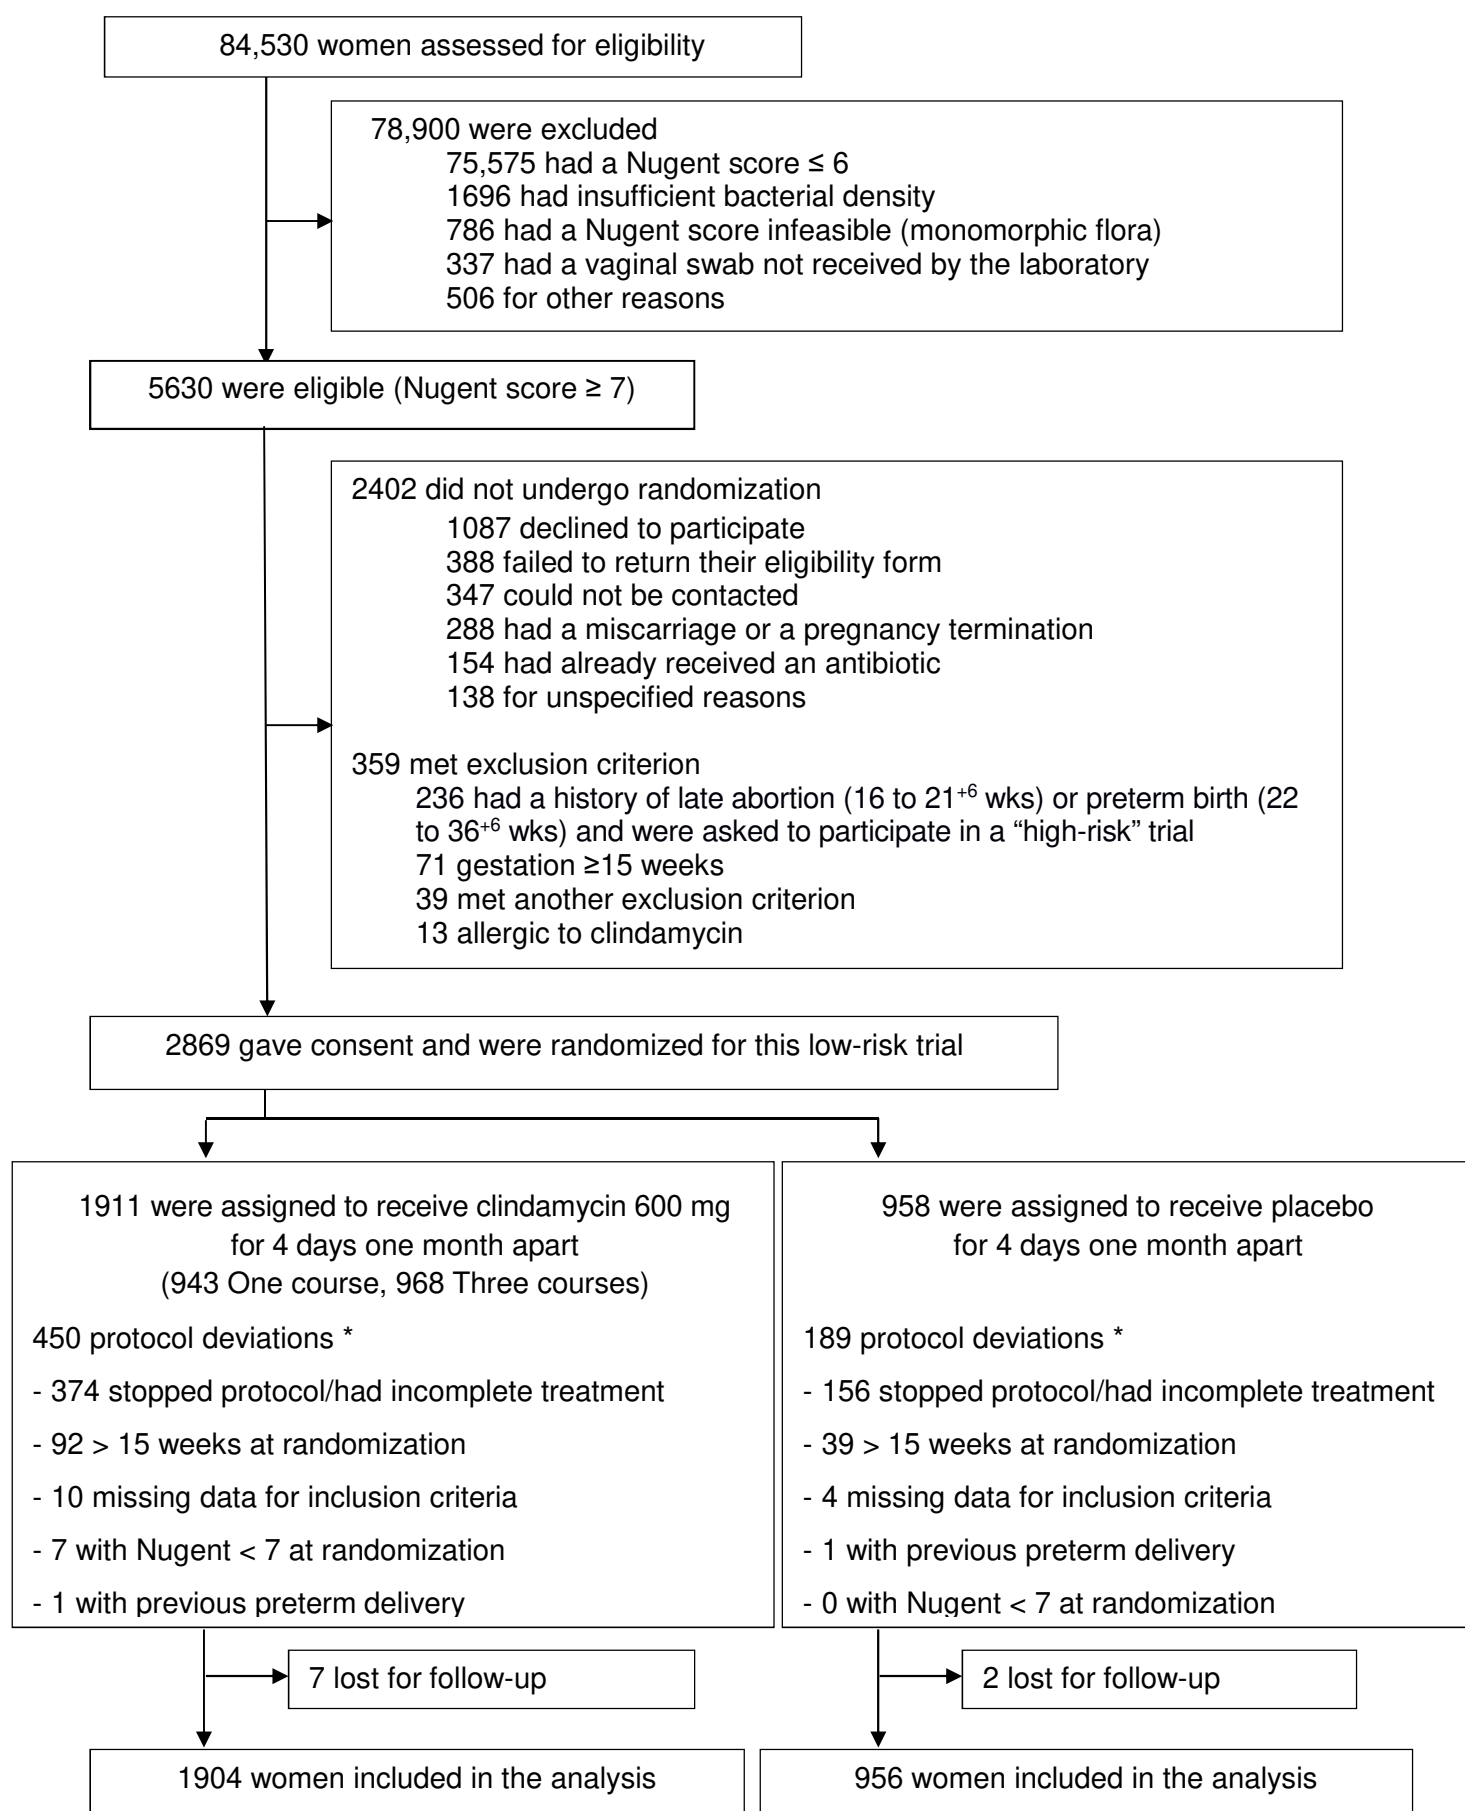 84,530 women assessed for eligibility
78,900 were excluded
75,575 had a Nugent score ≤ 6
1696 had insufficient bacterial density
786 had a Nugent score infeasible (monomorphic flora)
337 had a vaginal swab not received by the laboratory
506 for other reasons
5630 were eligible (Nugent score ≥ 7)
2402 did not undergo randomization
1087 declined to participate
388 failed to return their eligibility form
347 could not be contacted
288 had a miscarriage or a pregnancy termination
154 had already received an antibiotic
138 for unspecified reasons
359 met exclusion criterion
236 had a history of late abortion (16 to 21⁺⁶ wks) or preterm birth (22
to 36⁺⁶ wks) and were asked to participate in a “high-risk” trial
71 gestation ≥15 weeks
39 met another exclusion criterion
13 allergic to clindamycin
2869 gave consent and were randomized for this low-risk trial
1911 were assigned to receive clindamycin 600 mg
for 4 days one month apart
(943 One course, 968 Three courses)
450 protocol deviations *
- 374 stopped protocol/had incomplete treatment
- 92 > 15 weeks at randomization
- 10 missing data for inclusion criteria
- 7 with Nugent < 7 at randomization
- 1 with previous preterm delivery
958 were assigned to receive placebo
for 4 days one month apart
189 protocol deviations *
- 156 stopped protocol/had incomplete treatment
- 39 > 15 weeks at randomization
- 4 missing data for inclusion criteria
- 1 with previous preterm delivery
- 0 with Nugent < 7 at randomization
7 lost for follow-up
2 lost for follow-up
1904 women included in the analysis
956 women included in the analysis